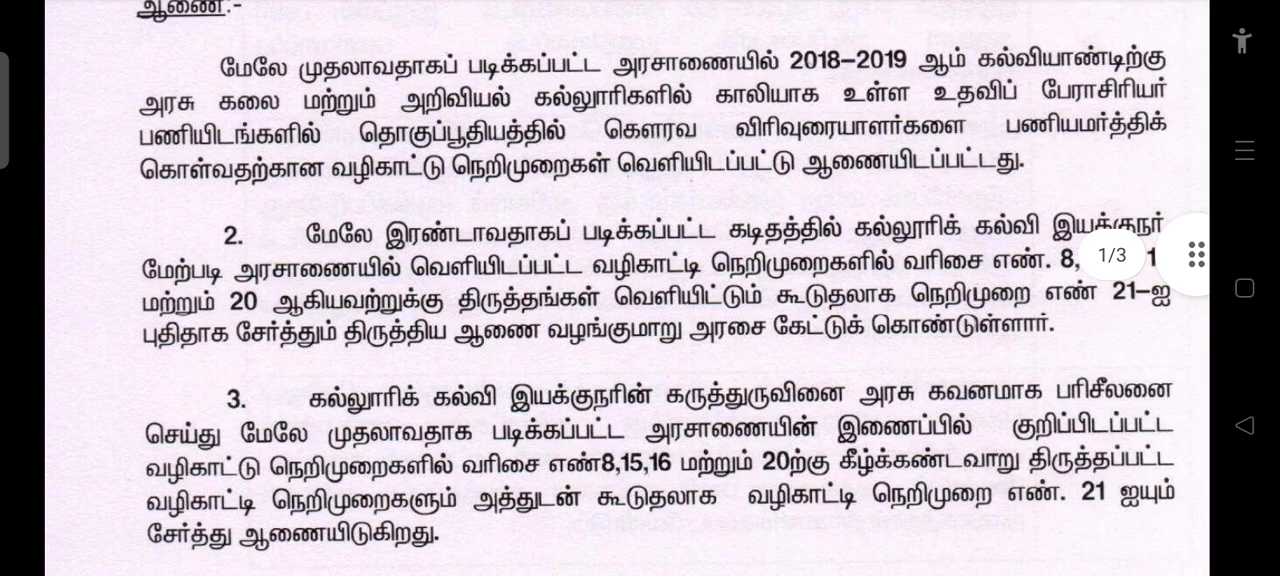 ஆணை:-
மேலே முதலாவதாகப் படிக்கப்பட்ட அரசாணையில் 2018–2019 ஆம் கல்வியாண்டிற்கு
அரசு கலை மற்றும் அறிவியல் கல்லூரிகளில் காலியாக உள்ள உதவிப் பேராசிரியர்
பணியிடங்களில் தொகுப்பூதியத்தில் கௌரவ விரிவுரையாளர்களை பணியமர்த்திக்
கொள்வதற்கான வழிகாட்டு நெறிமுறைகள் வெளியிடப்பட்டு ஆணையிடப்பட்டது.
2. மேலே இரண்டாவதாகப் படிக்கப்பட்ட கடிதத்தில் கல்லூரிக் கல்வி இயக்குநர்
மேற்படி அரசாணையில் வெளியிடப்பட்ட வழிகாட்டி நெறிமுறைகளில் வரிசை எண். 8,
1/3
மற்றும் 20 ஆகியவற்றுக்கு திருத்தங்கள் வெளியிட்டும் கூடுதலாக நெறிமுறை எண் 21–ஐ
புதிதாக சேர்த்தும் திருத்திய ஆணை வழங்குமாறு அரசை கேட்டுக் கொண்டுள்ளார்.
3. கல்லூரிக் கல்வி இயக்குநரின் கருத்துருவினை அரசு கவனமாக பரிசீலனை
செய்து மேலே முதலாவதாக படிக்கப்பட்ட அரசாணையின் இணைப்பில் குறிப்பிடப்பட்ட
வழிகாட்டு நெறிமுறைகளில் வரிசை எண்8,15,16 மற்றும் 20ற்கு கீழ்க்கண்டவாறு திருத்தப்பட்ட
வழிகாட்டி நெறிமுறைகளும் அத்துடன் கூடுதலாக வழிகாட்டி நெறிமுறை எண். 21 ஐயும்
சேர்த்து ஆணையிடுகிறது.